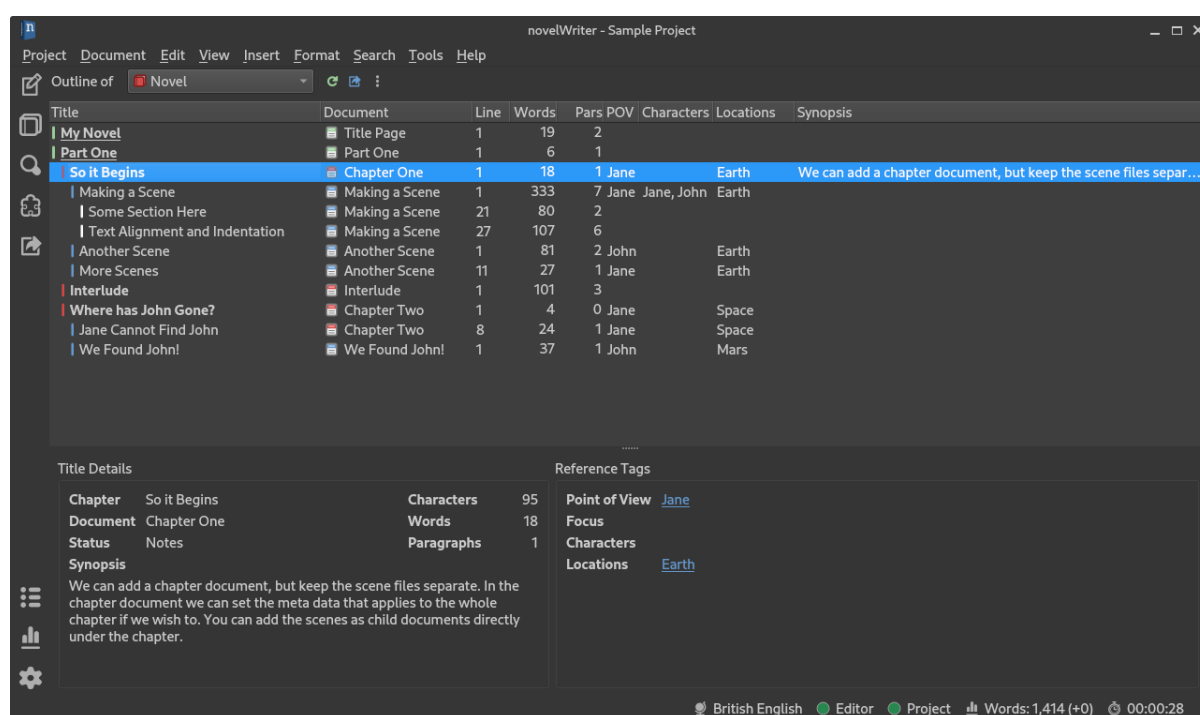 novelWriter - Sample Project
Project Document Edit View Insert Format Search Tools Help
Outline of Novel
Title Document Line Words Pars POV Characters Locations Synopsis
My Novel Title Page 1 19 2
Part One Part One 1 6 1
So it Begins Chapter One 1 18 1 Jane Earth We can add a chapter document, but keep the scene files separ...
Making a Scene Making a Scene 1 333 7 Jane Jane, John Earth
Some Section Here Making a Scene 21 80 2
Text Alignment and Indentation Making a Scene 27 107 6
Another Scene Another Scene 1 81 2 John Earth
More Scenes Another Scene 11 27 1 Jane Earth
Interlude Interlude 1 101 3
Where has John Gone? Chapter Two 1 4 0 Jane Space
Jane Cannot Find John Chapter Two 8 24 1 Jane Space
We Found John! We Found John! 1 37 1 John Mars
Title Details Reference Tags
Chapter So it Begins Characters 95 Point of View Jane
Document Chapter One Words 18 Focus
Status Notes Paragraphs 1 Characters
Synopsis Locations Earth
We can add a chapter document, but keep the scene files separate. In the
chapter document we can set the meta data that applies to the whole
chapter if we wish to. You can add the scenes as child documents directly
under the chapter.
British English Editor Project Words: 1,414 (+0) 00:00:28